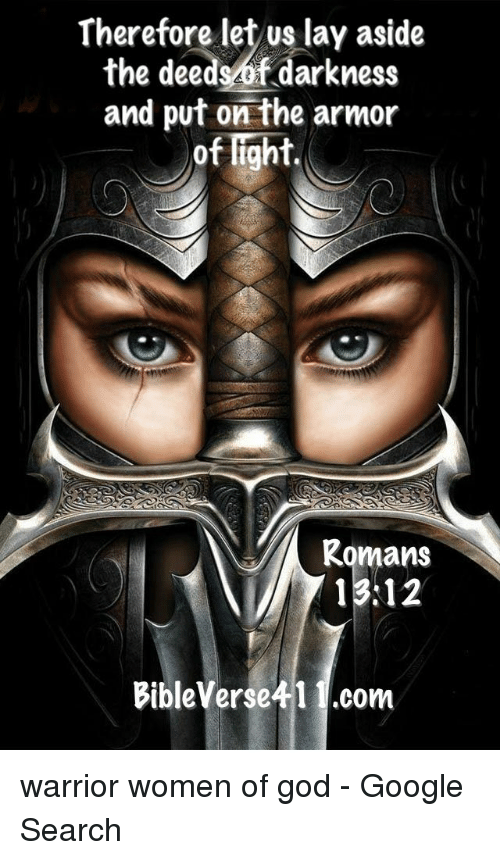 Therefore let us lay aside
the deeds of darkness
and put on the armor
of light.
Romans
13:12
BibleVerse411.com
warrior women of god - Google
Search